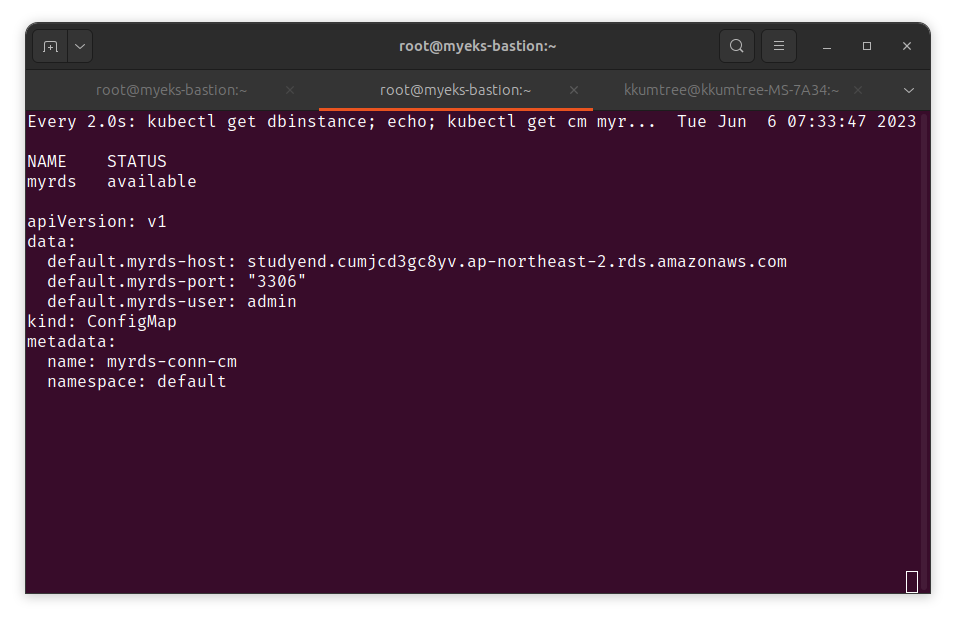 root@myeks-bastion:~
root@myeks-bastion:~
root@myeks-bastion:~
kkumtree@kkumtree-MS-7A34:~
Every 2.0s: kubectl get dbinstance; echo; kubectl get cm myr...  Tue Jun  6 07:33:47 2023
NAME    STATUS
myrds   available
apiVersion: v1
data:
  default.myrds-host: studyend.cumjcd3gc8yv.ap-northeast-2.rds.amazonaws.com
  default.myrds-port: "3306"
  default.myrds-user: admin
kind: ConfigMap
metadata:
  name: myrds-conn-cm
  namespace: default